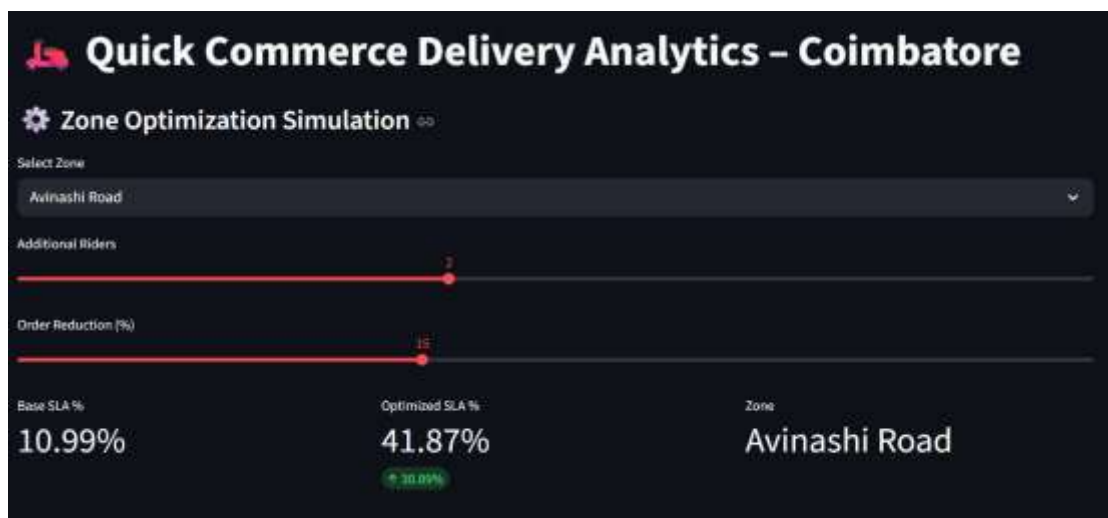 Quick Commerce Delivery Analytics – Coimbatore
Zone Optimization Simulation
Select Zone
Avinashi Road
Additional Riders
2
Order Reduction (%)
15
Base SLA %
Optimized SLA %
Zone
10.99%
41.87%
Avinashi Road